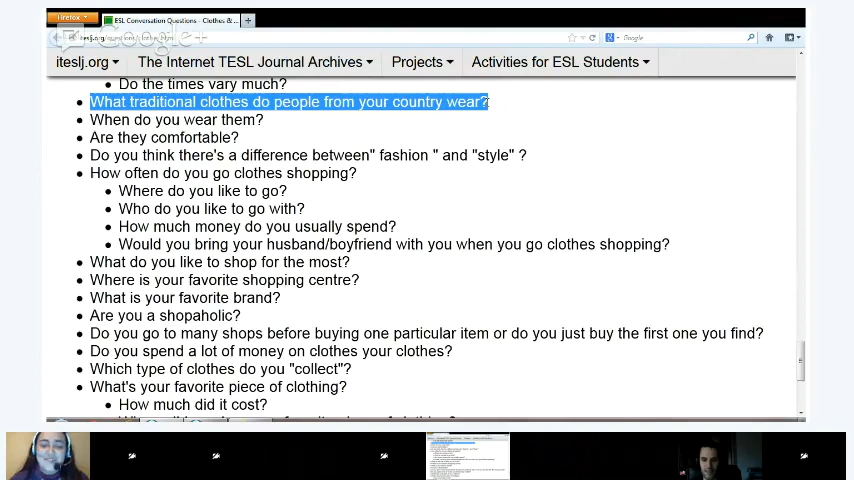 Firefox
ESL Conversation Questions - Clothes &...
Google+
iteslj.org/questions/clothes.html
Google
iteslj.org
The Internet TESL Journal Archives
Projects
Activities for ESL Students
Do the times vary much?
What traditional clothes do people from your country wear?
When do you wear them?
Are they comfortable?
Do you think there's a difference between" fashion " and "style" ?
How often do you go clothes shopping?
Where do you like to go?
Who do you like to go with?
How much money do you usually spend?
Would you bring your husband/boyfriend with you when you go clothes shopping?
What do you like to shop for the most?
Where is your favorite shopping centre?
What is your favorite brand?
Are you a shopaholic?
Do you go to many shops before buying one particular item or do you just buy the first one you find?
Do you spend a lot of money on clothes your clothes?
Which type of clothes do you "collect"?
What's your favorite piece of clothing?
How much did it cost?